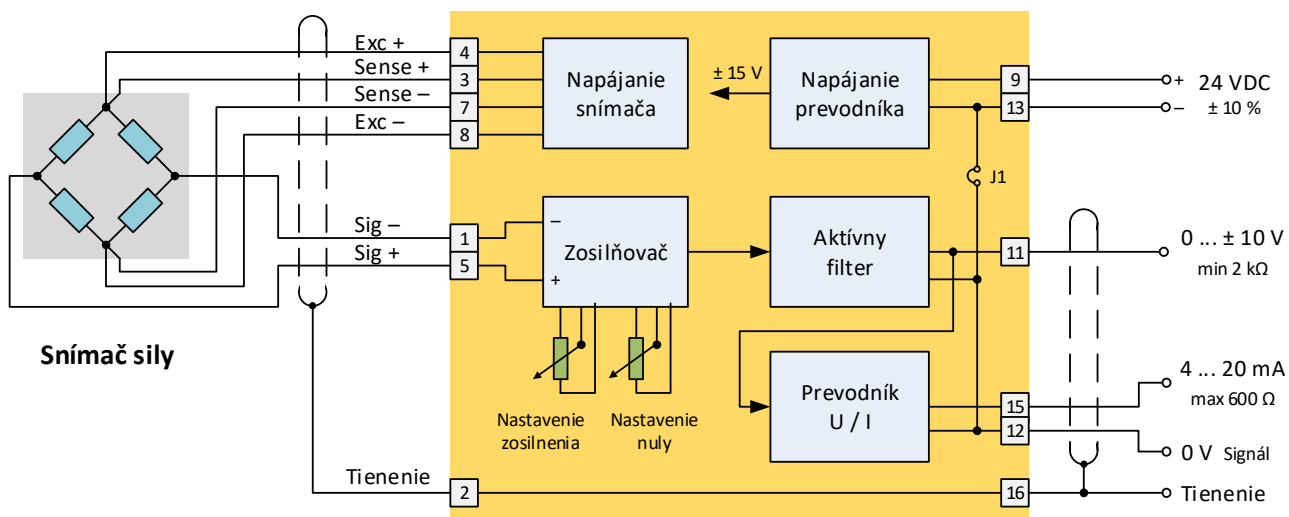 Exc +
Sense +
Sense –
Exc –
4
3
7
8
Napájanie
snímača
± 15 V
Napájanie
prevodníka
9
13
+ 24 VDC
– ± 10 %
J1
Sig –
Sig +
1
5
–
+
Zosilňovač
Aktívny
filter
11
0 ... ± 10 V
min 2 kΩ
Snímač sily
Nastavenie
zosilnenia
Nastavenie
nuly
Prevodník
U / I
15
12
4 ... 20 mA
max 600 Ω
0 V Signál
Tienenie
2
16
Tienenie